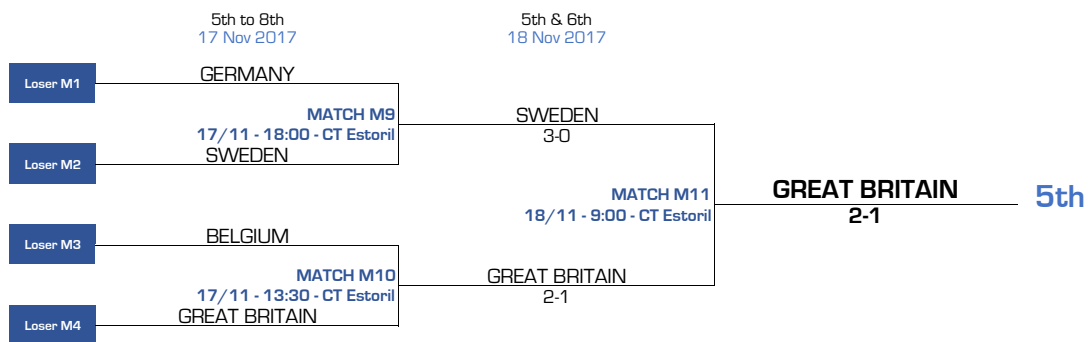 5th to 8th
17 Nov 2017
5th & 6th
18 Nov 2017
Loser M1
GERMANY
MATCH M9
17/11 - 18:00 - CT Estoril
Loser M2
SWEDEN
SWEDEN
3-0
MATCH M11
18/11 - 9:00 - CT Estoril
GREAT BRITAIN
2-1
5th
Loser M3
BELGIUM
MATCH M10
17/11 - 13:30 - CT Estoril
Loser M4
GREAT BRITAIN
GREAT BRITAIN
2-1